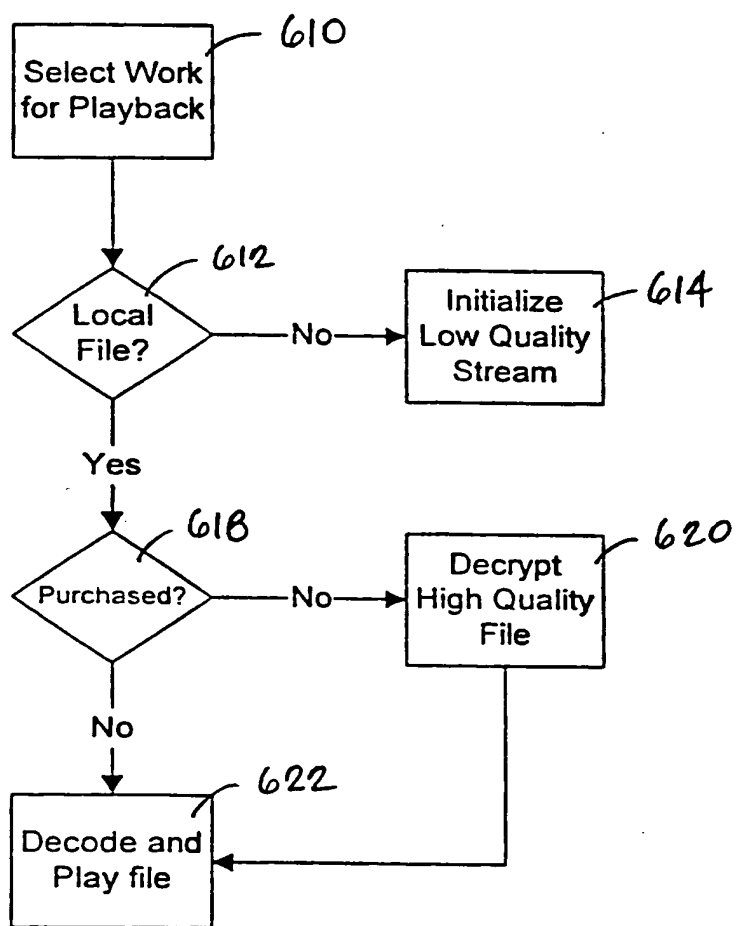 610
Select Work
for Playback
612
Local
File?
No
614
Initialize
Low Quality
Stream
Yes
618
Purchased?
No
620
Decrypt
High Quality
File
No
622
Decode and
Play file